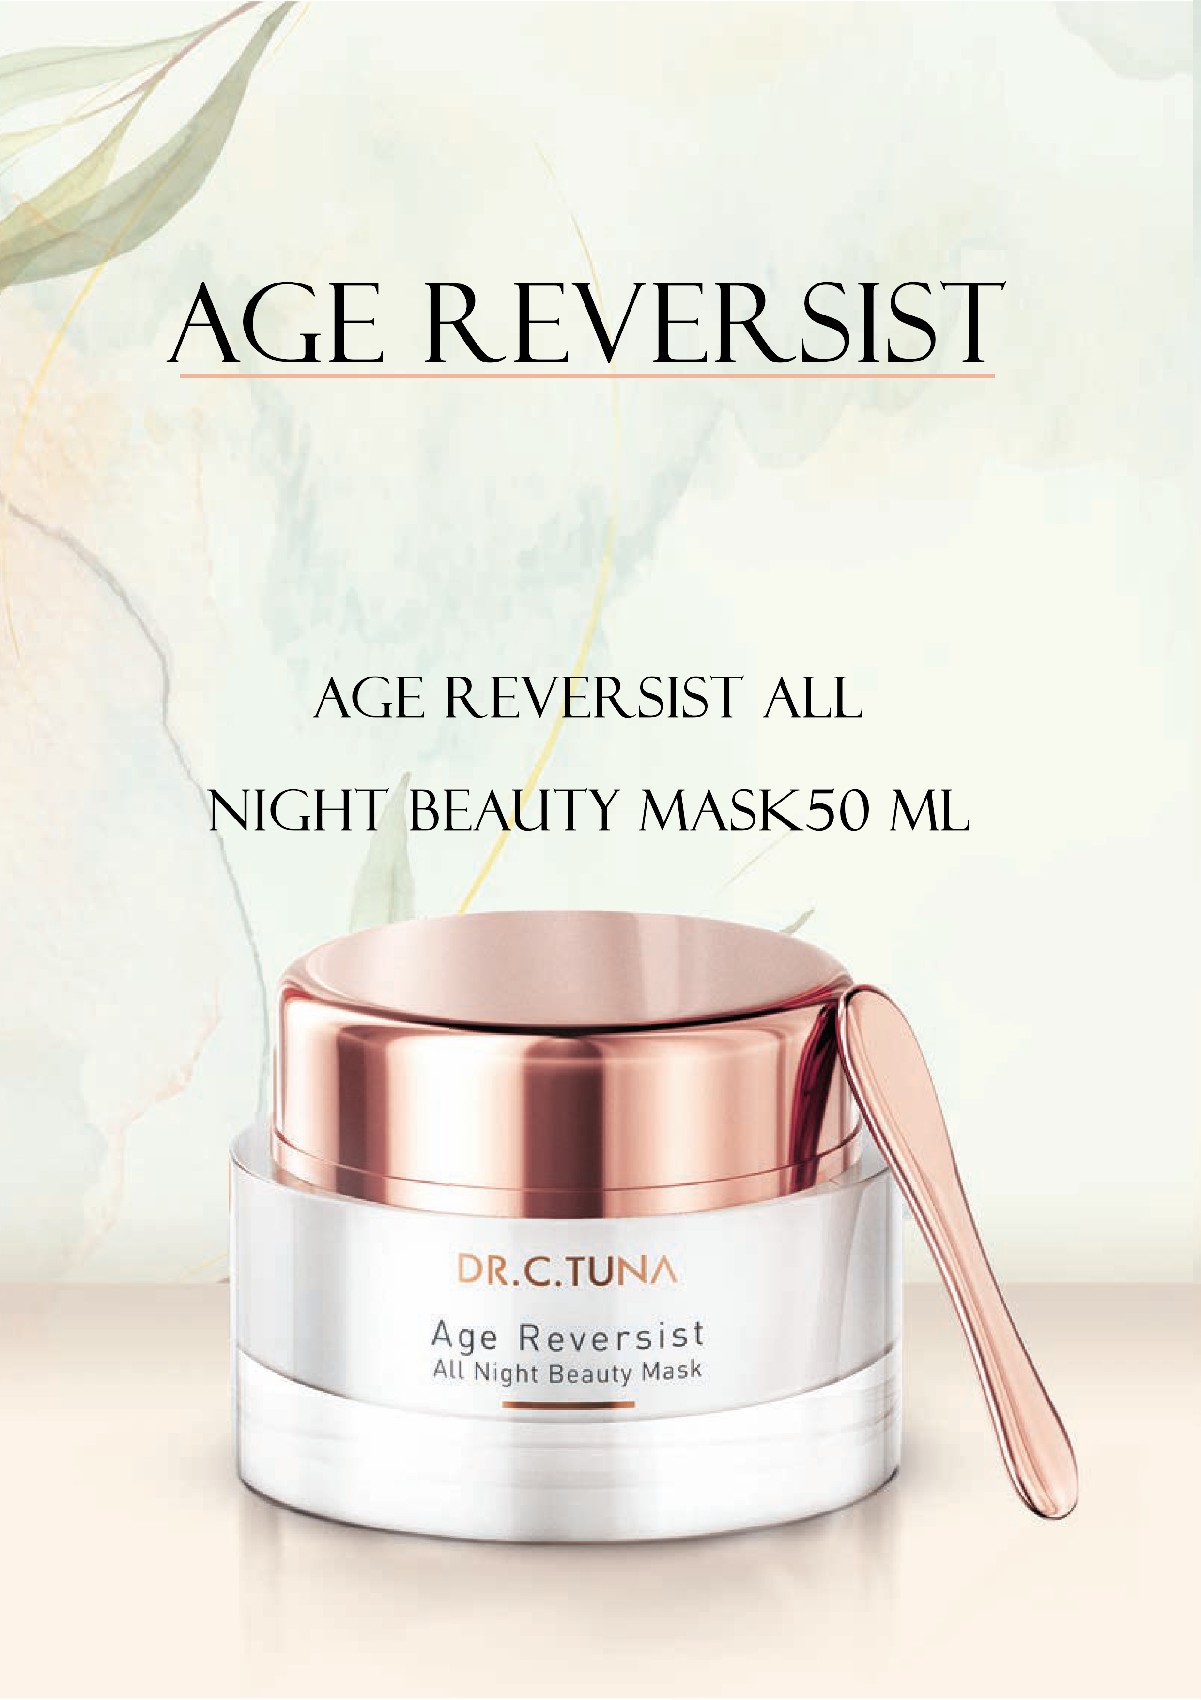 AGE REVERSIST
AGE REVERSIST ALL
NIGHT BEAUTY MASK50 ML
DR.C.TUNA
Age Reversist
All Night Beauty Mask